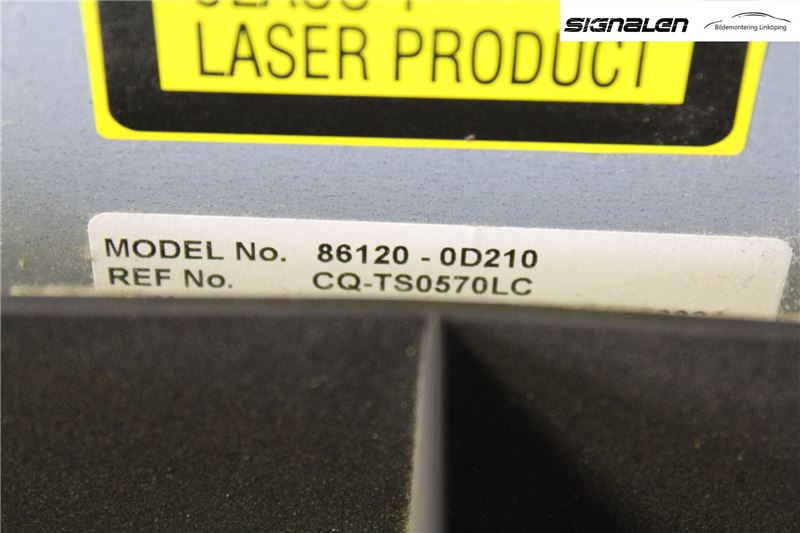 SIGNALEN
Bildemontering Linköping
LASER PRODUCT
MODEL No. 86120 - 0D210
REF No. CQ-TS0570LC